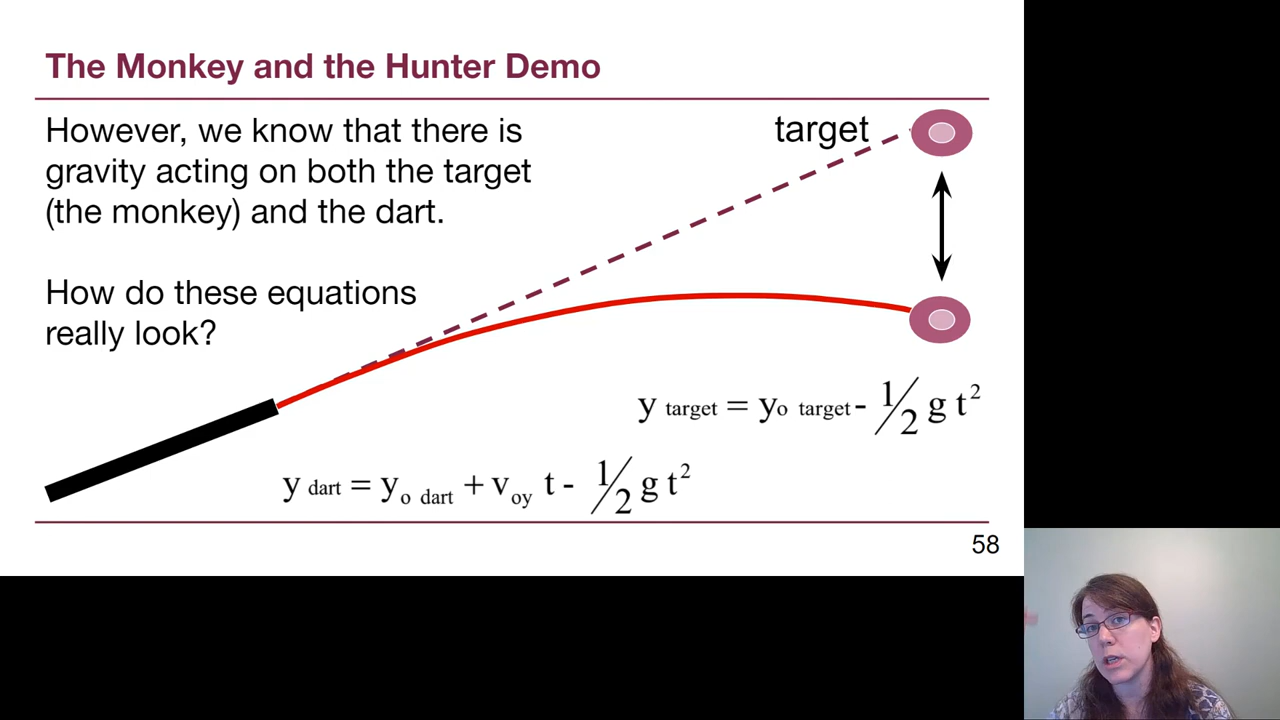 The Monkey and the Hunter Demo
However, we know that there is
gravity acting on both the target
(the monkey) and the dart.
How do these equations
really look?
target
y target = yo target - 1/2 g t²
y dart = yo dart + voy t - 1/2 g t²
58